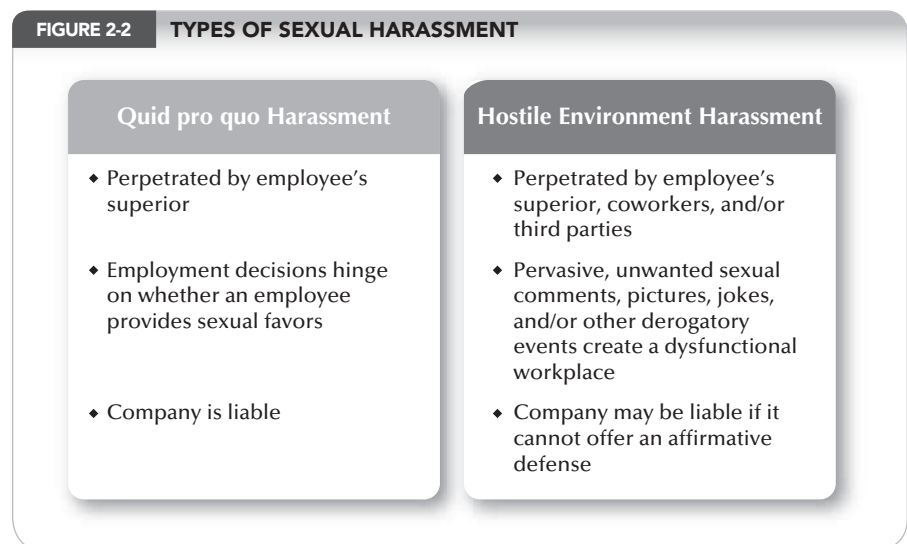 FIGURE 2-2 TYPES OF SEXUAL HARASSMENT
Quid pro quo Harassment
◆ Perpetrated by employee's
superior
◆ Employment decisions hinge
on whether an employee
provides sexual favors
◆ Company is liable
Hostile Environment Harassment
◆ Perpetrated by employee's
superior, coworkers, and/or
third parties
◆ Pervasive, unwanted sexual
comments, pictures, jokes,
and/or other derogatory
events create a dysfunctional
workplace
◆ Company may be liable if it
cannot offer an affirmative
defense